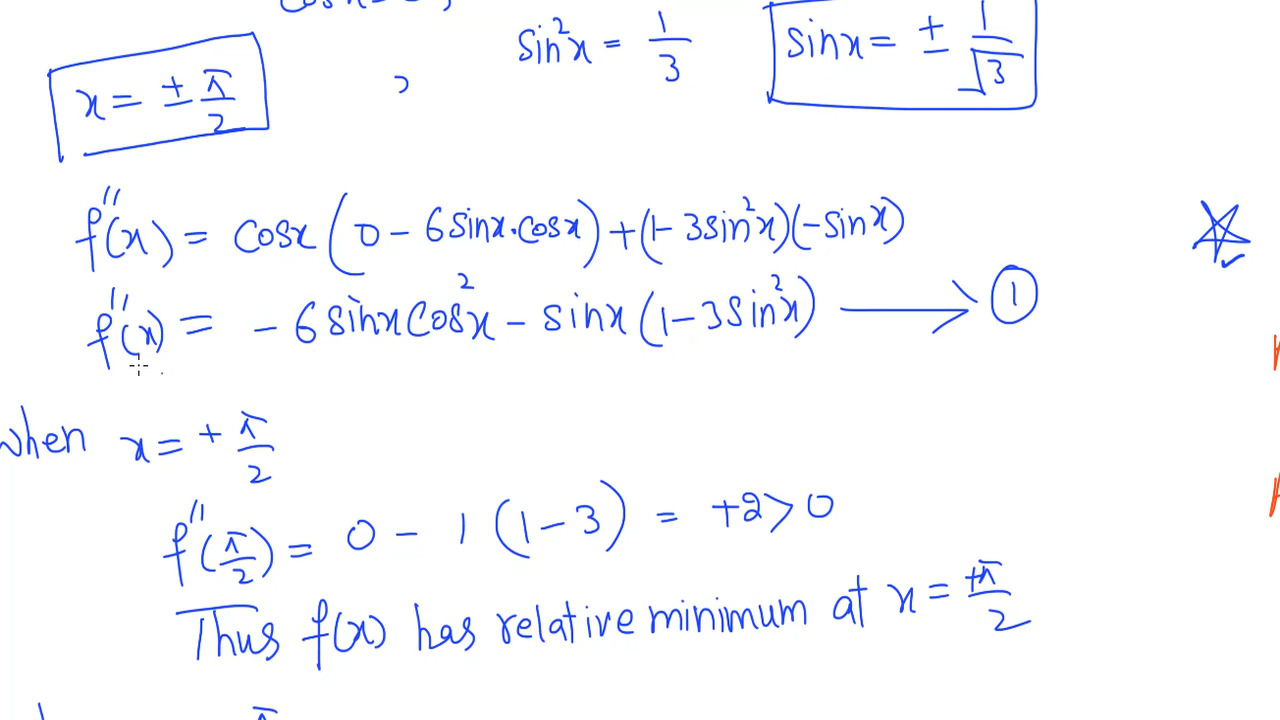 sin²x = 1/3    sinx = ± 1/√3
x = ± π/2 ,
f''(x) = cosx (0 - 6sinx.cosx) + (1-3sin²x)(-sinx)
f''(x) = - 6 sinx cos²x - sinx (1-3sin²x) ⟶ ①
when x = + π/2
f''(π/2) = 0 - 1 (1-3) = +2 > 0
Thus f(x) has relative minimum at x = +π/2